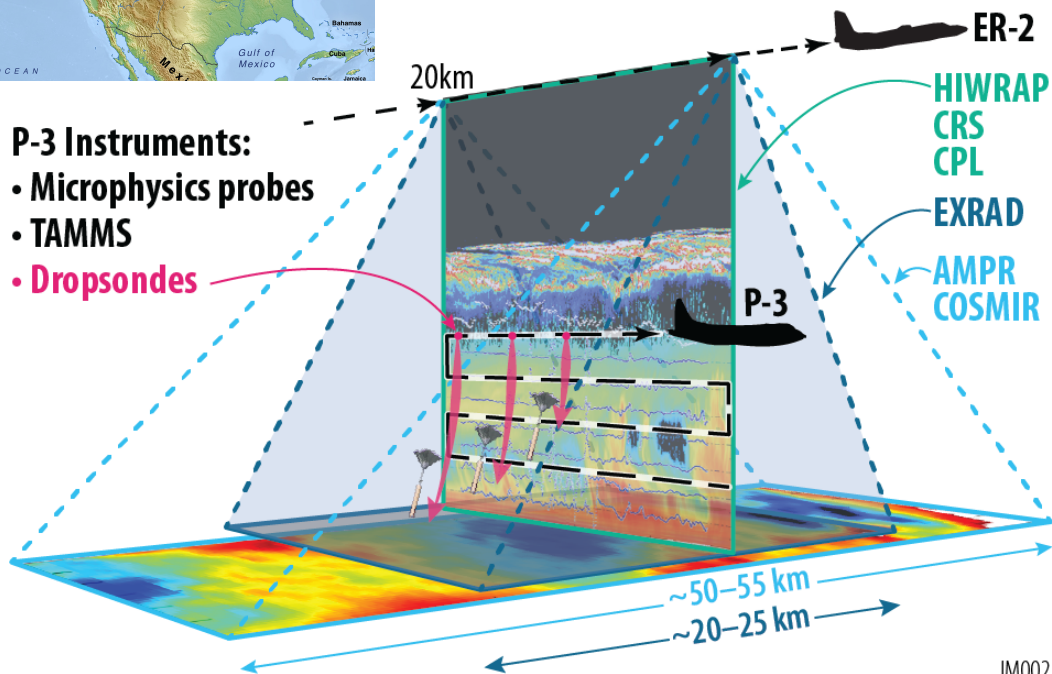 Bahamas
Gulf of
Mexico
Cuba
Jamaica
OCEAN
20km
ER-2
HIWRAP
CRS
CPL
EXRAD
AMPR
COSMIR
P-3 Instruments:
• Microphysics probes
• TAMMS
• Dropsondes
P-3
~50–55 km
~20–25 km